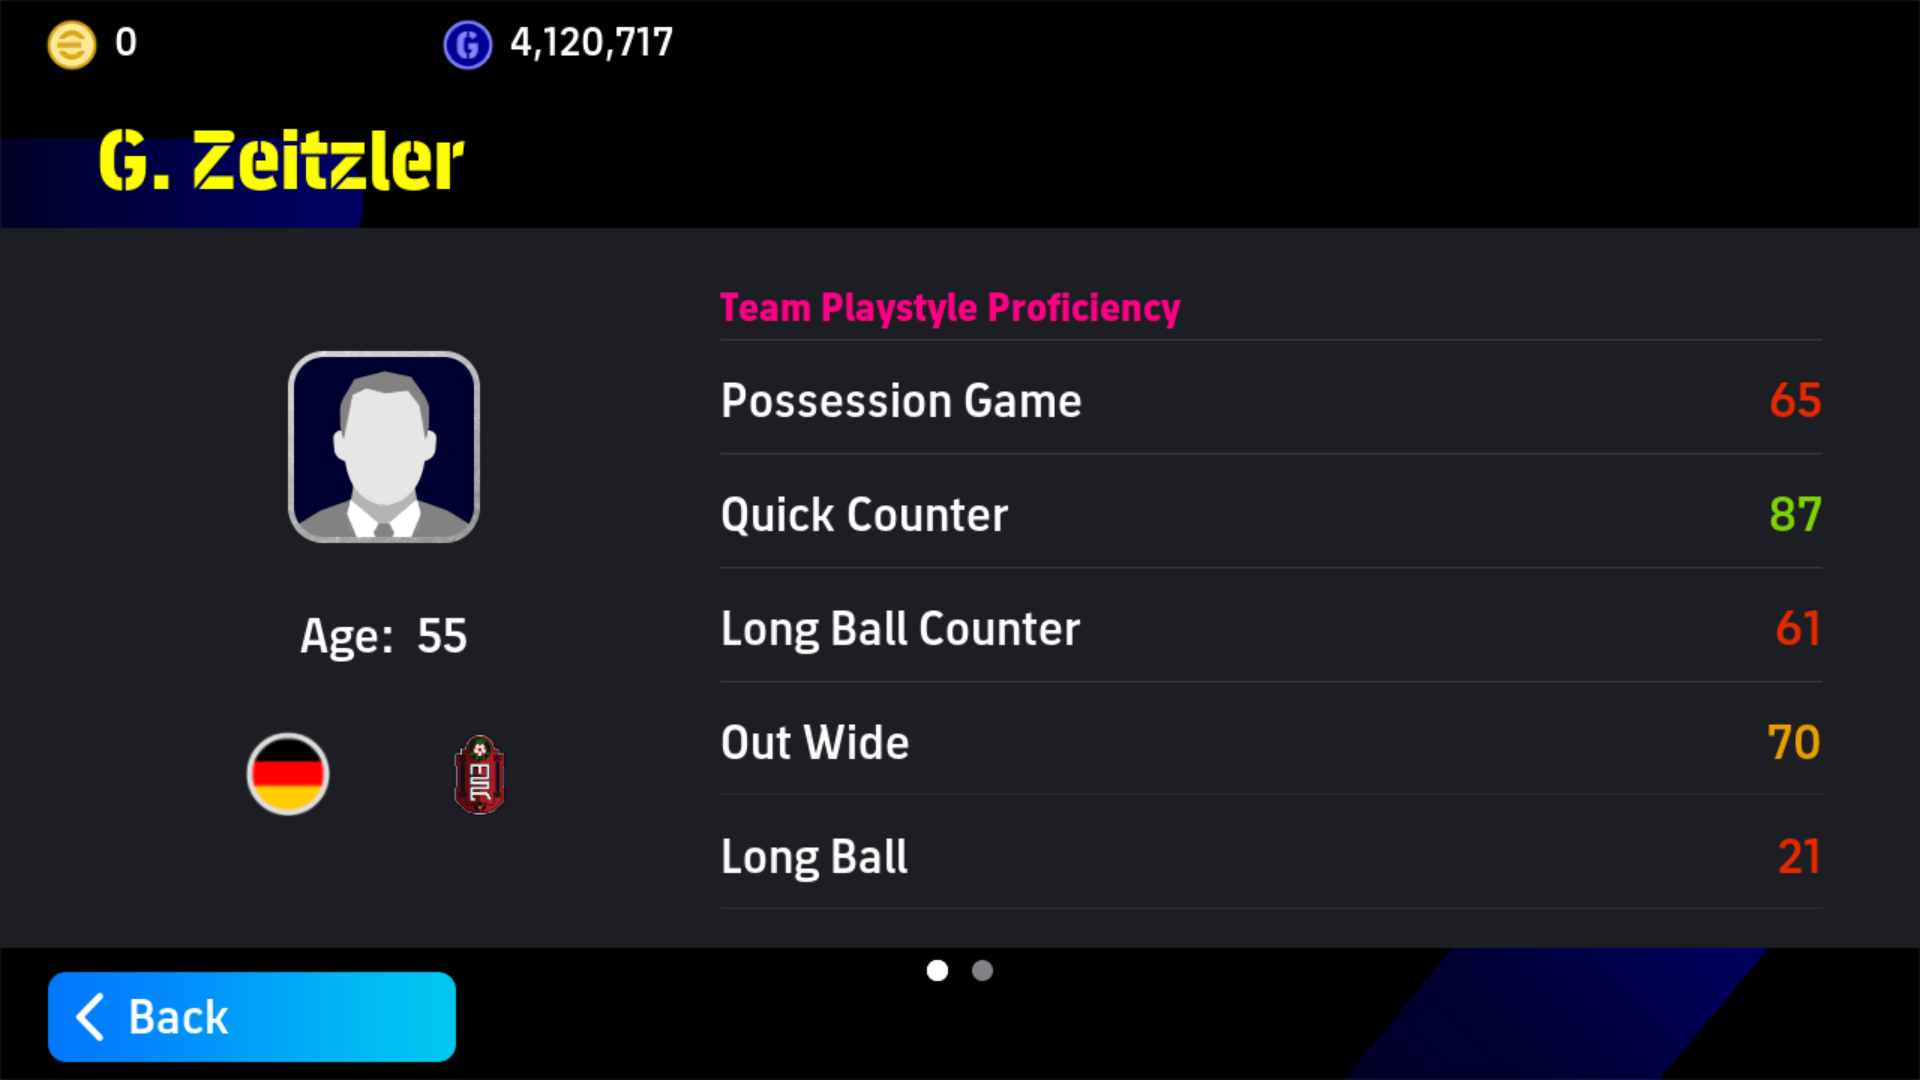 0
4,120,717
G. Zeitzler
Team Playstyle Proficiency
Possession Game 65
Quick Counter 87
Long Ball Counter 61
Out Wide 70
Long Ball 21
Age: 55
Back